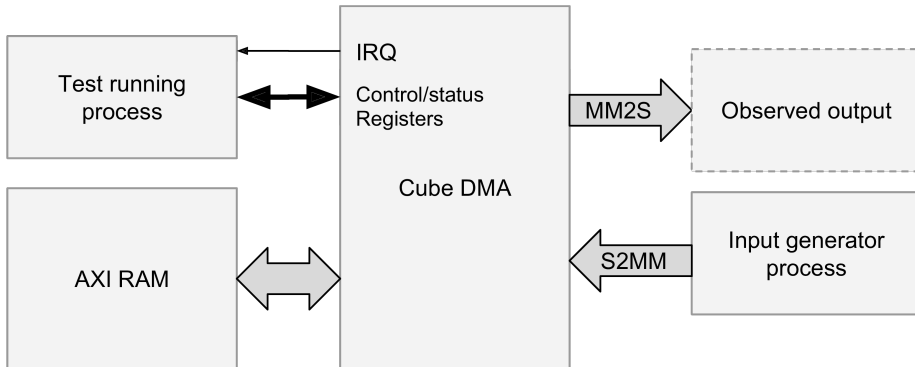 Test running
process
IRQ
Control/status
Registers
MM2S
Observed output
AXI RAM
Cube DMA
S2MM
Input generator
process